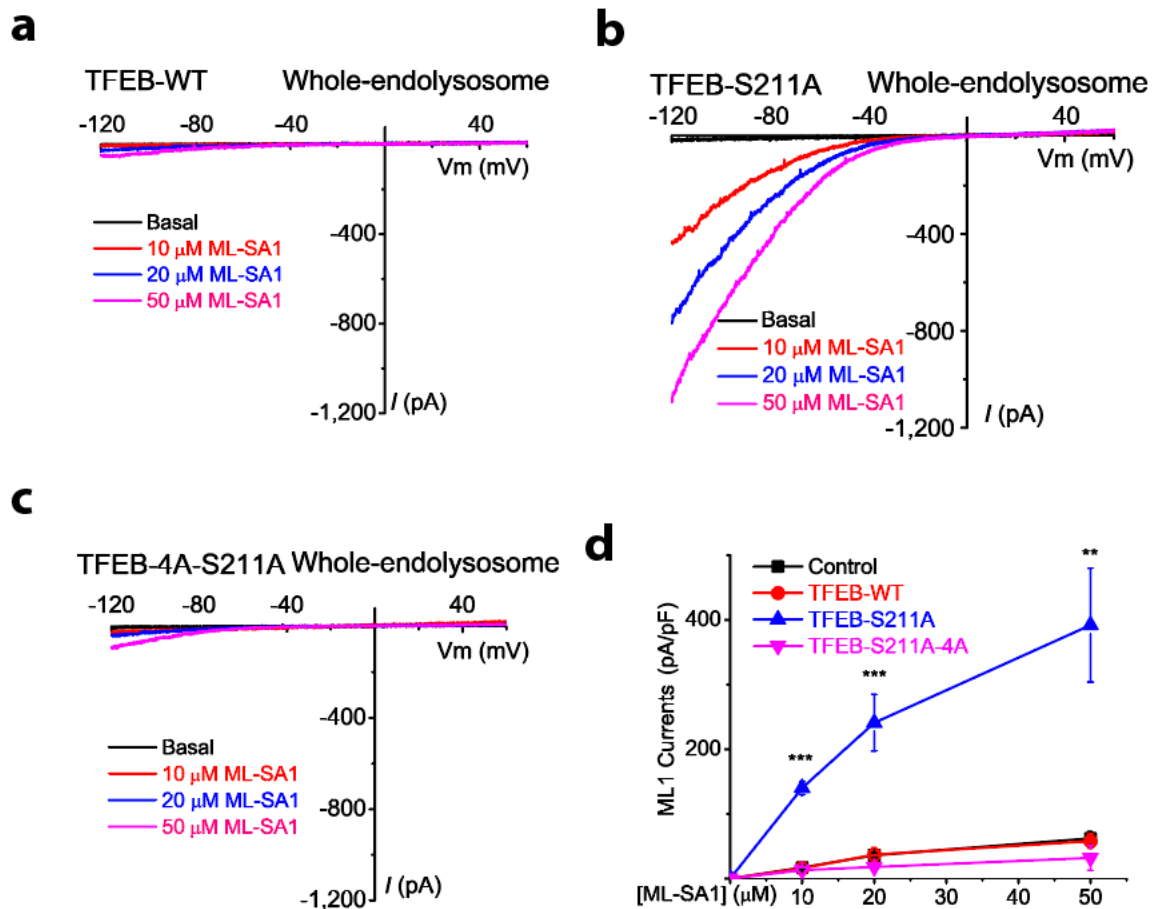 a
TFEB-WT Whole-endolysosome
-120 -80 -40 40
Vm (mV)
Basal
10 μM ML-SA1
20 μM ML-SA1
50 μM ML-SA1
-400
-800
-1,200 I (pA)
b
TFEB-S211A Whole-endolysosome
-120 -80 -40 40
Vm (mV)
-400
-800
Basal
10 μM ML-SA1
20 μM ML-SA1
50 μM ML-SA1
-1,200 I (pA)
c
TFEB-4A-S211A Whole-endolysosome
-120 -80 -40 40
Vm (mV)
-400
Basal
10 μM ML-SA1
20 μM ML-SA1
50 μM ML-SA1
-800
-1,200 I (pA)
d
Control
TFEB-WT
TFEB-S211A
TFEB-S211A-4A
**
***
***
ML1 Currents (pA/pF)
400
200
[ML-SA1] (μM) 10 20 30 40 50